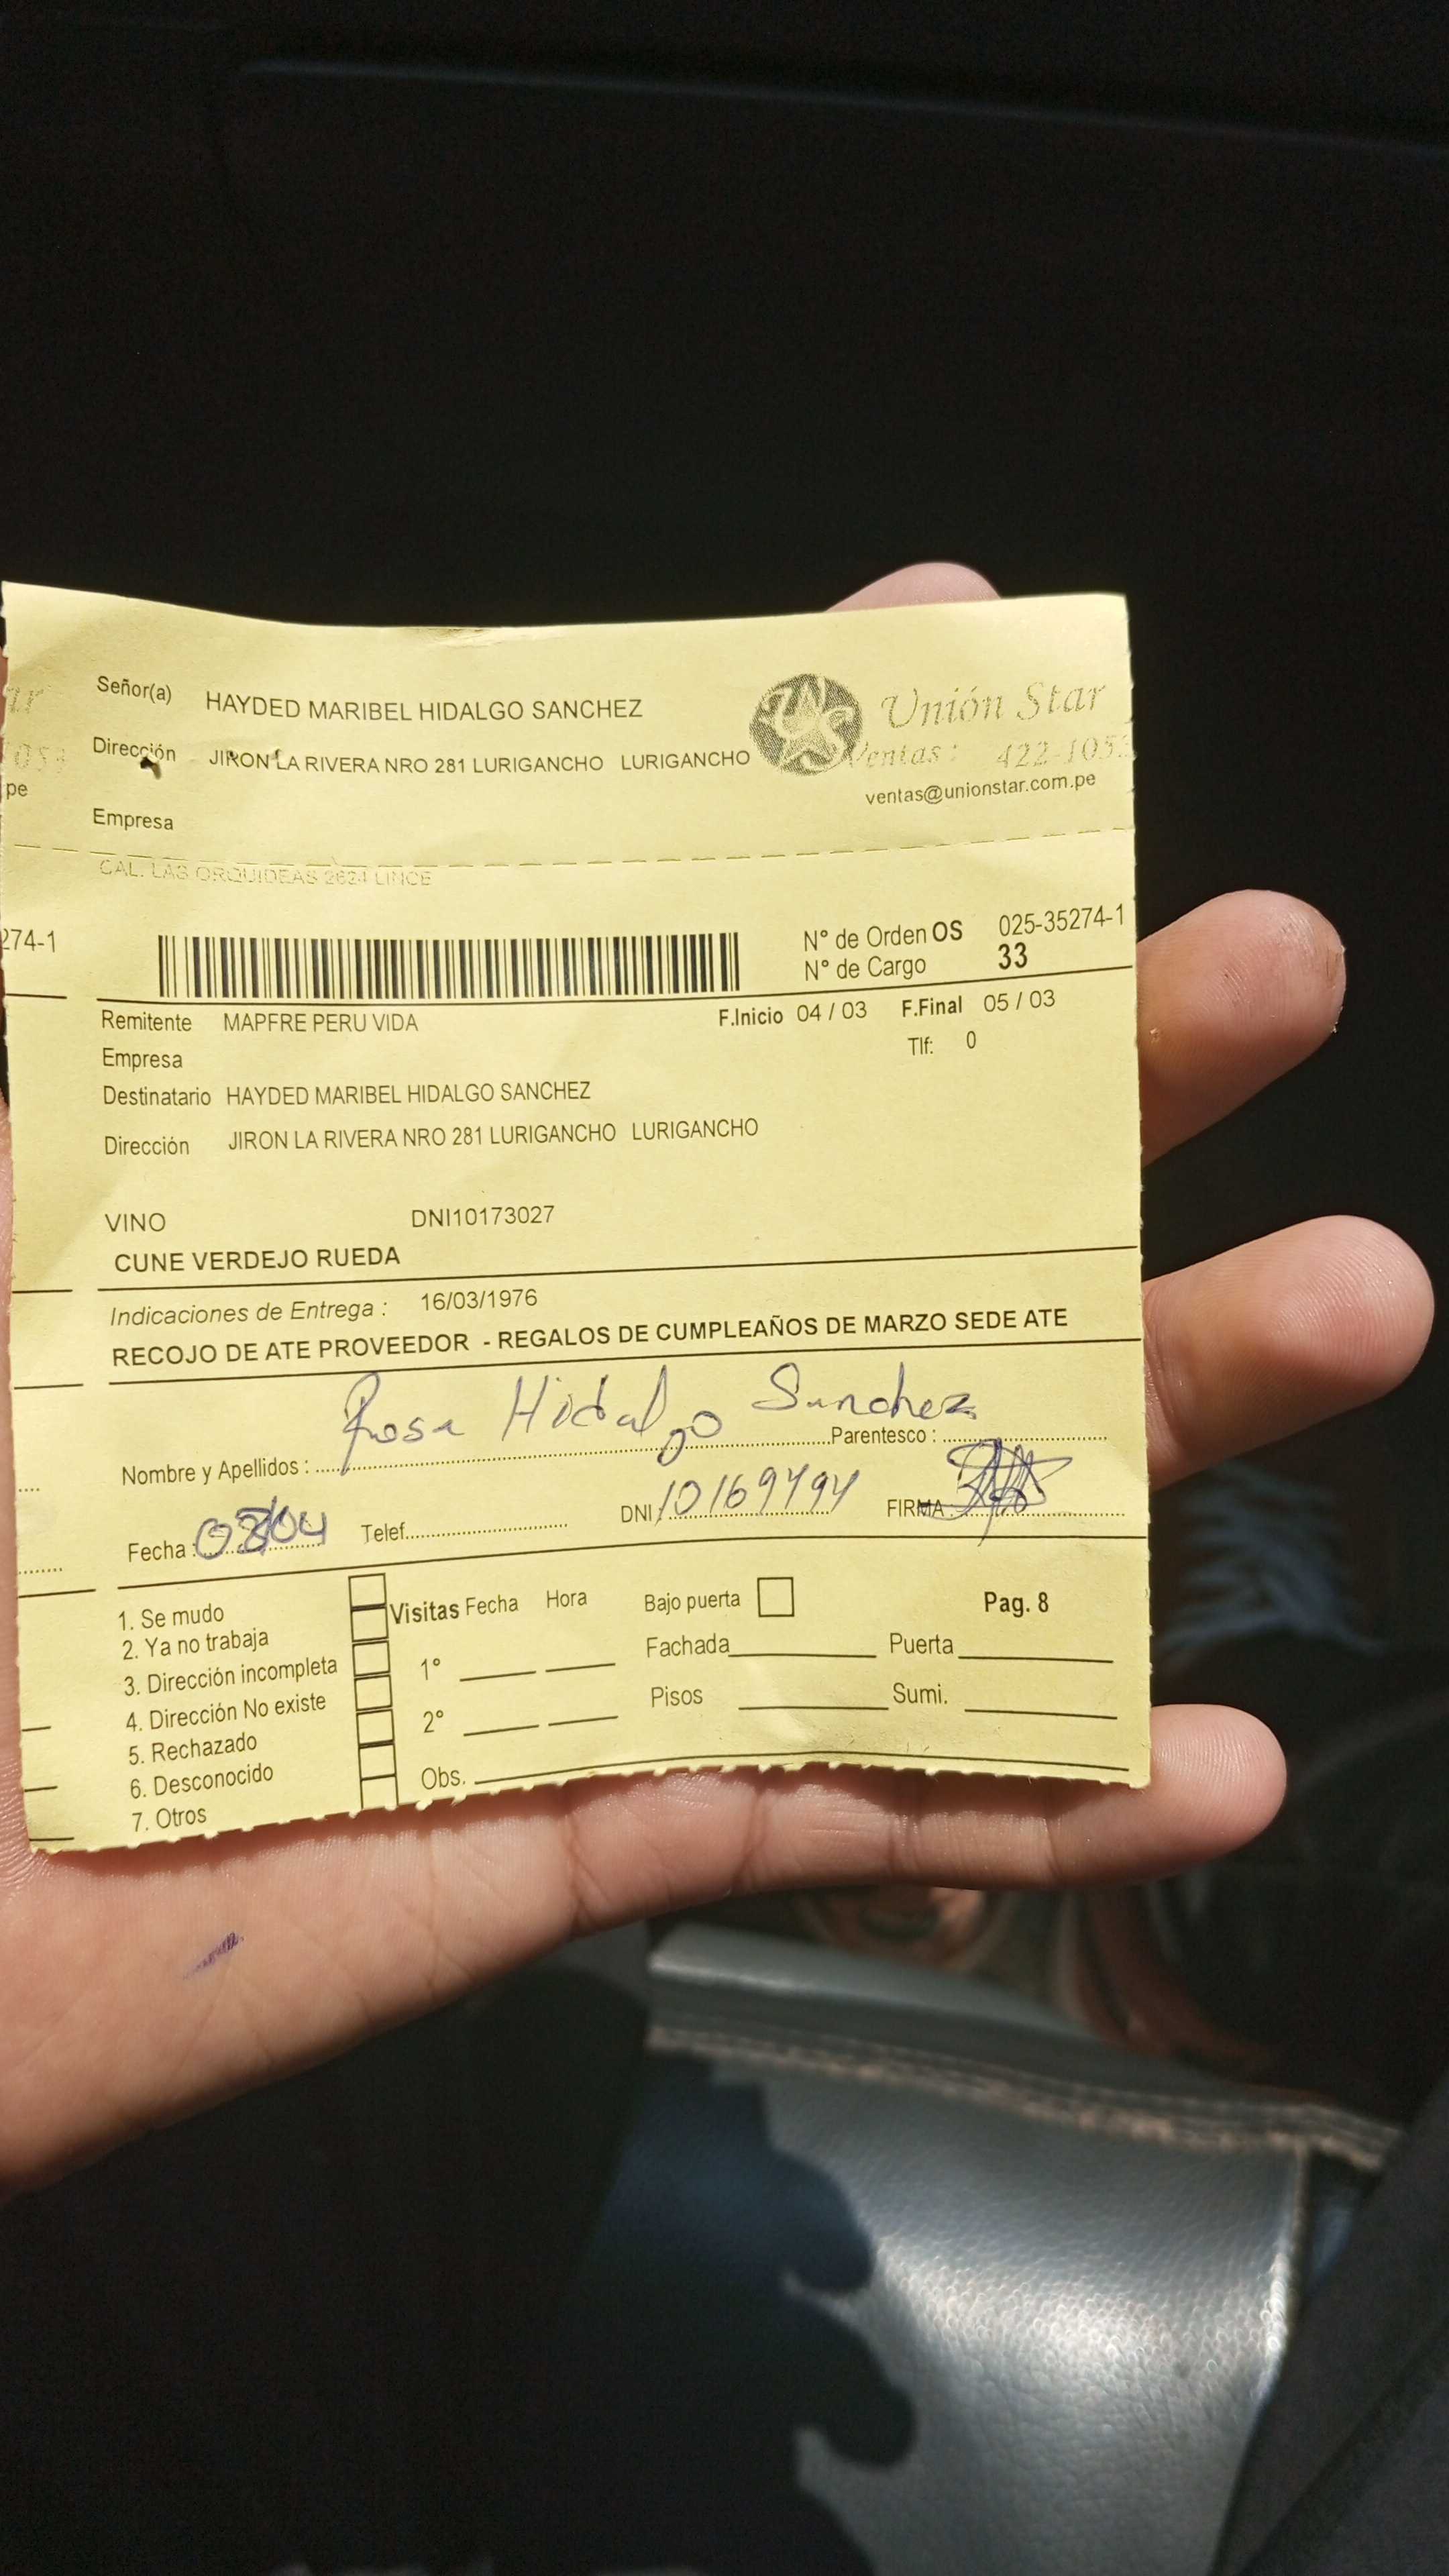 Señor(a) HAYDED MARIBEL HIDALGO SANCHEZ
Unión Star
Dirección JIRON LA RIVERA NRO 281 LURIGANCHO LURIGANCHO
Ventas: 422-105
pe
ventas@unionstar.com.pe
Empresa
CAL. LAS ORQUIDEAS 2624 LINCE
274-1
N° de Orden OS 025-35274-1
N° de Cargo 33
Remitente MAPFRE PERU VIDA F.Inicio 04 / 03 F.Final 05 / 03
Empresa Tlf: 0
Destinatario HAYDED MARIBEL HIDALGO SANCHEZ
Dirección JIRON LA RIVERA NRO 281 LURIGANCHO LURIGANCHO
VINO DNI10173027
CUNE VERDEJO RUEDA
Indicaciones de Entrega : 16/03/1976
RECOJO DE ATE PROVEEDOR - REGALOS DE CUMPLEAÑOS DE MARZO SEDE ATE
Nombre y Apellidos : Rosa Hidalgo Sanchez Parentesco :
Fecha : Telef. DNI: FIRMA :
1. Se mudo
2. Ya no trabaja
3. Dirección incompleta
4. Dirección No existe
5. Rechazado
6. Desconocido
7. Otros
Visitas Fecha Hora Bajo puerta Pag. 8
1° Fachada Puerta
2° Pisos Sumi.
Obs.